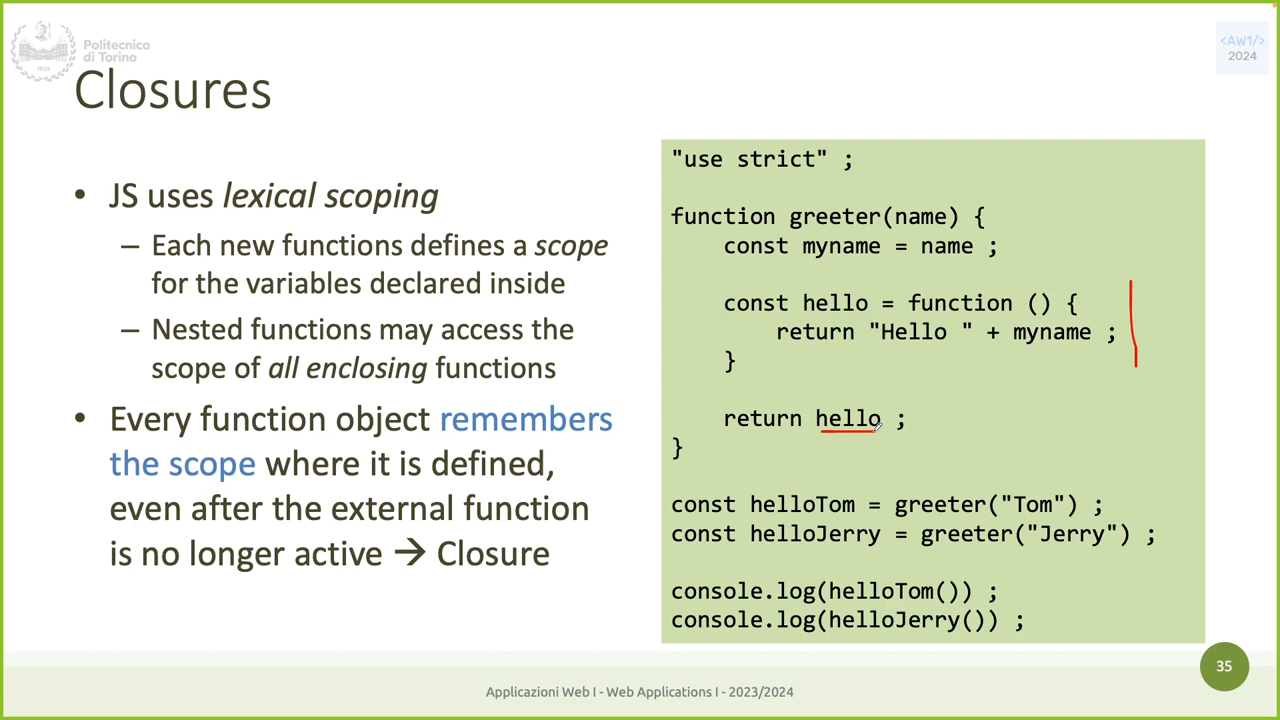 Politecnico
di Torino
1859
<AW1/>
2024
Closures
• JS uses lexical scoping
– Each new functions defines a scope
for the variables declared inside
– Nested functions may access the
scope of all enclosing functions
• Every function object remembers
the scope where it is defined,
even after the external function
is no longer active → Closure
"use strict" ;
function greeter(name) {
const myname = name ;
const hello = function () {
return "Hello " + myname ;
}
return hello ;
}
const helloTom = greeter("Tom") ;
const helloJerry = greeter("Jerry") ;
console.log(helloTom()) ;
console.log(helloJerry()) ;
35
Applicazioni Web I - Web Applications I - 2023/2024